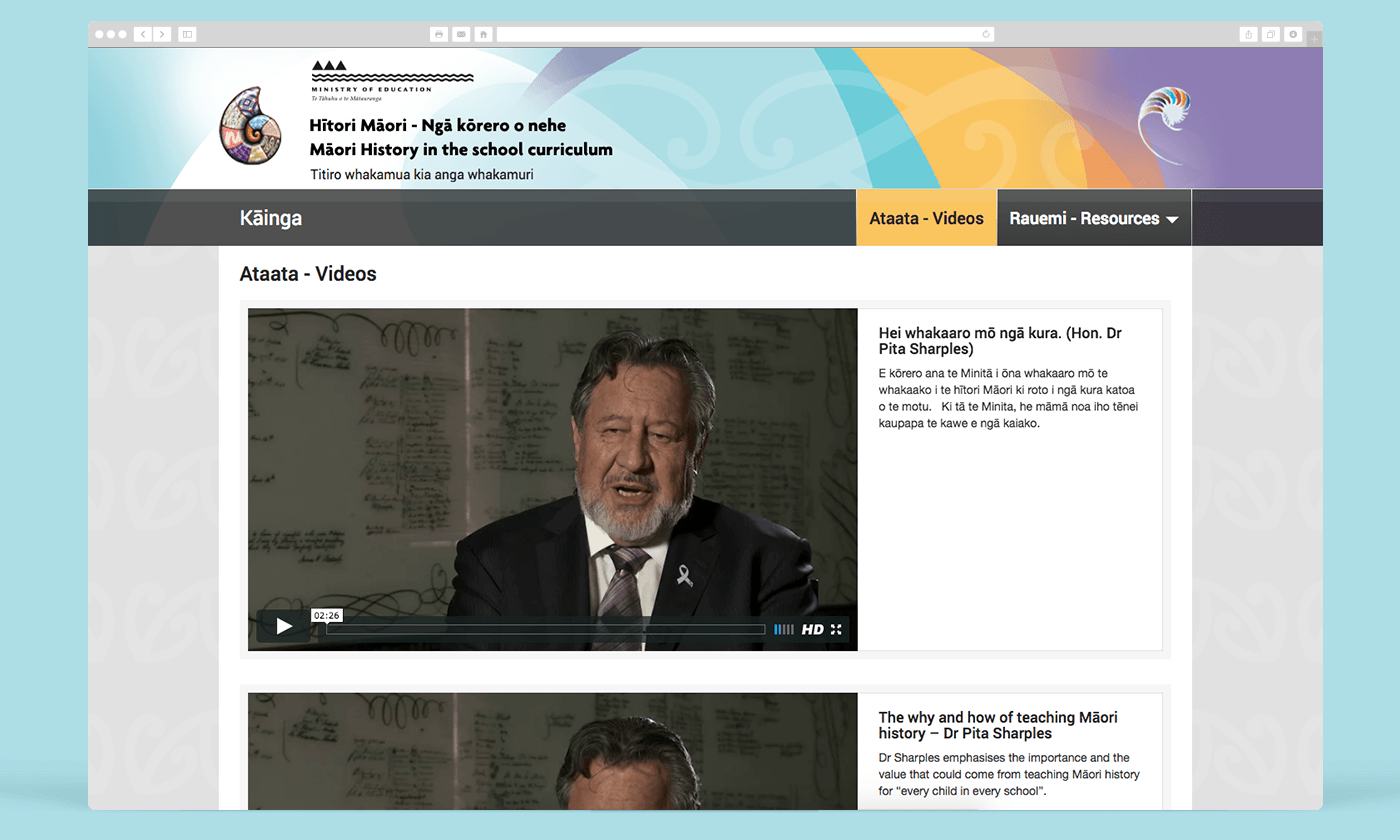 MINISTRY OF EDUCATION
Te Tāhuhu o te Mātauranga
Hītori Māori - Ngā kōrero o nehe
Māori History in the school curriculum
Titiro whakamua kia anga whakamuri
Kāinga
Ataata - Videos
Rauemi - Resources
Ataata - Videos
Hei whakaaro mō ngā kura. (Hon. Dr
Pita Sharples)
E kōrero ana te Minitā i ōna whakaaro mō te
whakaako i te hītori Māori ki roto i ngā kura katoa
o te motu. Ki tā te Minita, he māmā noa iho tēnei
kaupapa te kawe e ngā kaiako.
02:26
HD
The why and how of teaching Māori
history – Dr Pita Sharples
Dr Sharples emphasises the importance and the
value that could come from teaching Māori history
for “every child in every school”.